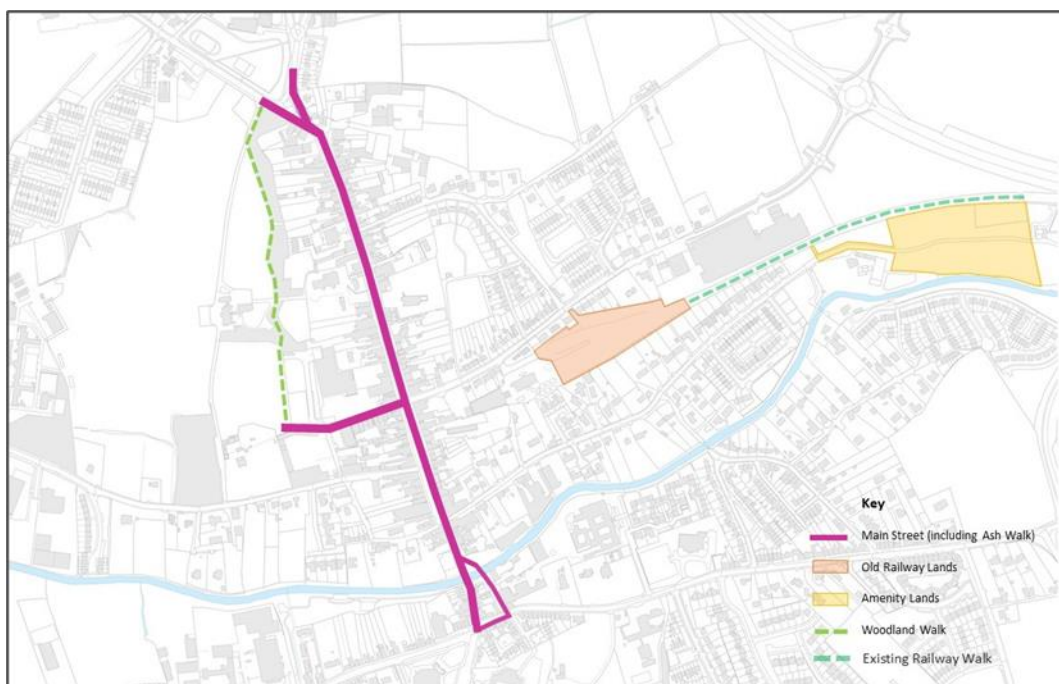 Key
Main Street (including Ash Walk)
Old Railway Lands
Amenity Lands
Woodland Walk
Existing Railway Walk